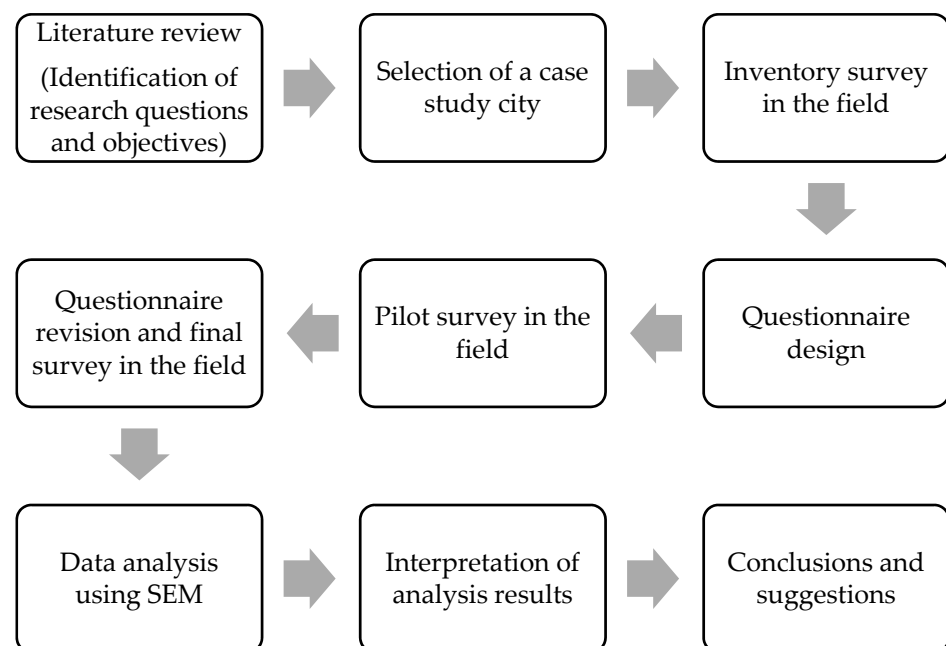 Literature review
(Identification of
research questions
and objectives)
Selection of a case
study city
Inventory survey
in the field
Questionnaire
design
Pilot survey in the
field
Questionnaire
revision and final
survey in the field
Data analysis
using SEM
Interpretation of
analysis results
Conclusions and
suggestions